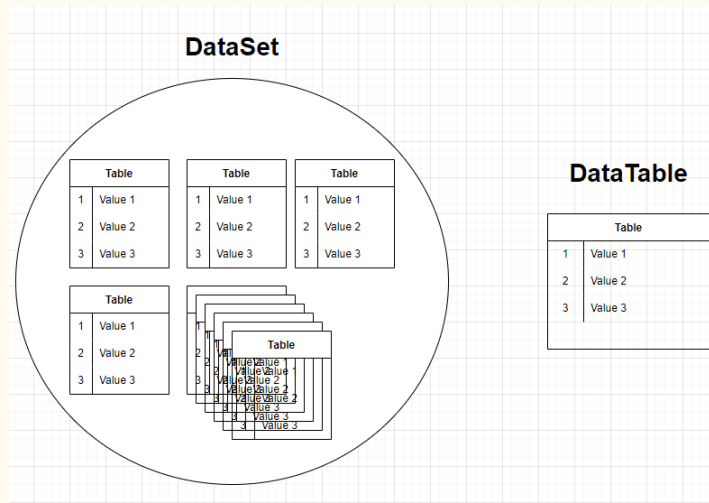 DataSet
Table
1 Value 1
2 Value 2
3 Value 3
Table
1 Value 1
2 Value 2
3 Value 3
Table
1 Value 1
2 Value 2
3 Value 3
Table
1 Value 1
2 Value 2
3 Value 3
Table
DataTable
Table
1 Value 1
2 Value 2
3 Value 3